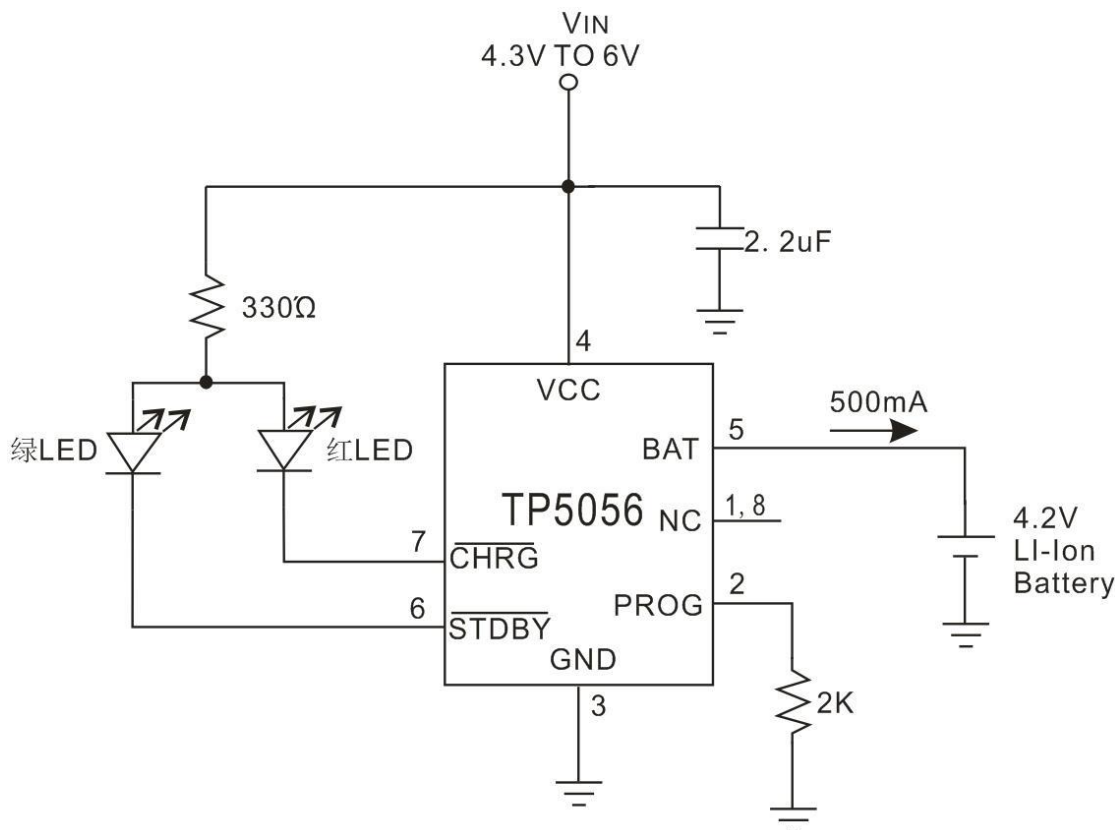 VIN
4.3V TO 6V
2. 2uF
330Ω
4
VCC
500mA
绿LED
红LED
BAT
5
TP5056
NC
1, 8
4.2V
LI-Ion
Battery
7
CHRG
PROG
2
6
STDBY
GND
3
2K